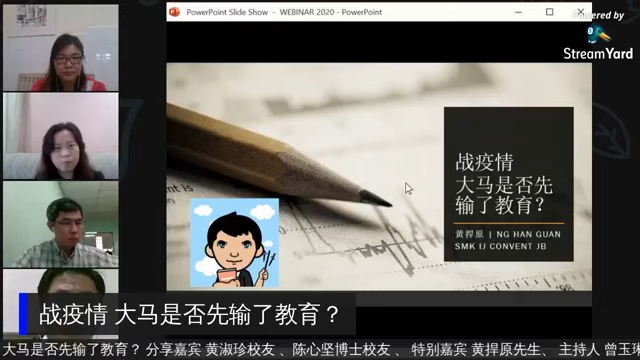 PowerPoint Slide Show - WEBINAR 2020 - PowerPoint
Powered by
StreamYard
战疫情
大马是否先
输了教育？
黄捍原 | NG HAN GUAN
SMK IJ CONVENT JB
战疫情 大马是否先输了教育？
大马是否先输了教育？ 分享嘉宾 黄淑珍校友 、陈心坚博士校友 、 特别嘉宾 黄捍原先生、 主持人 曾玉